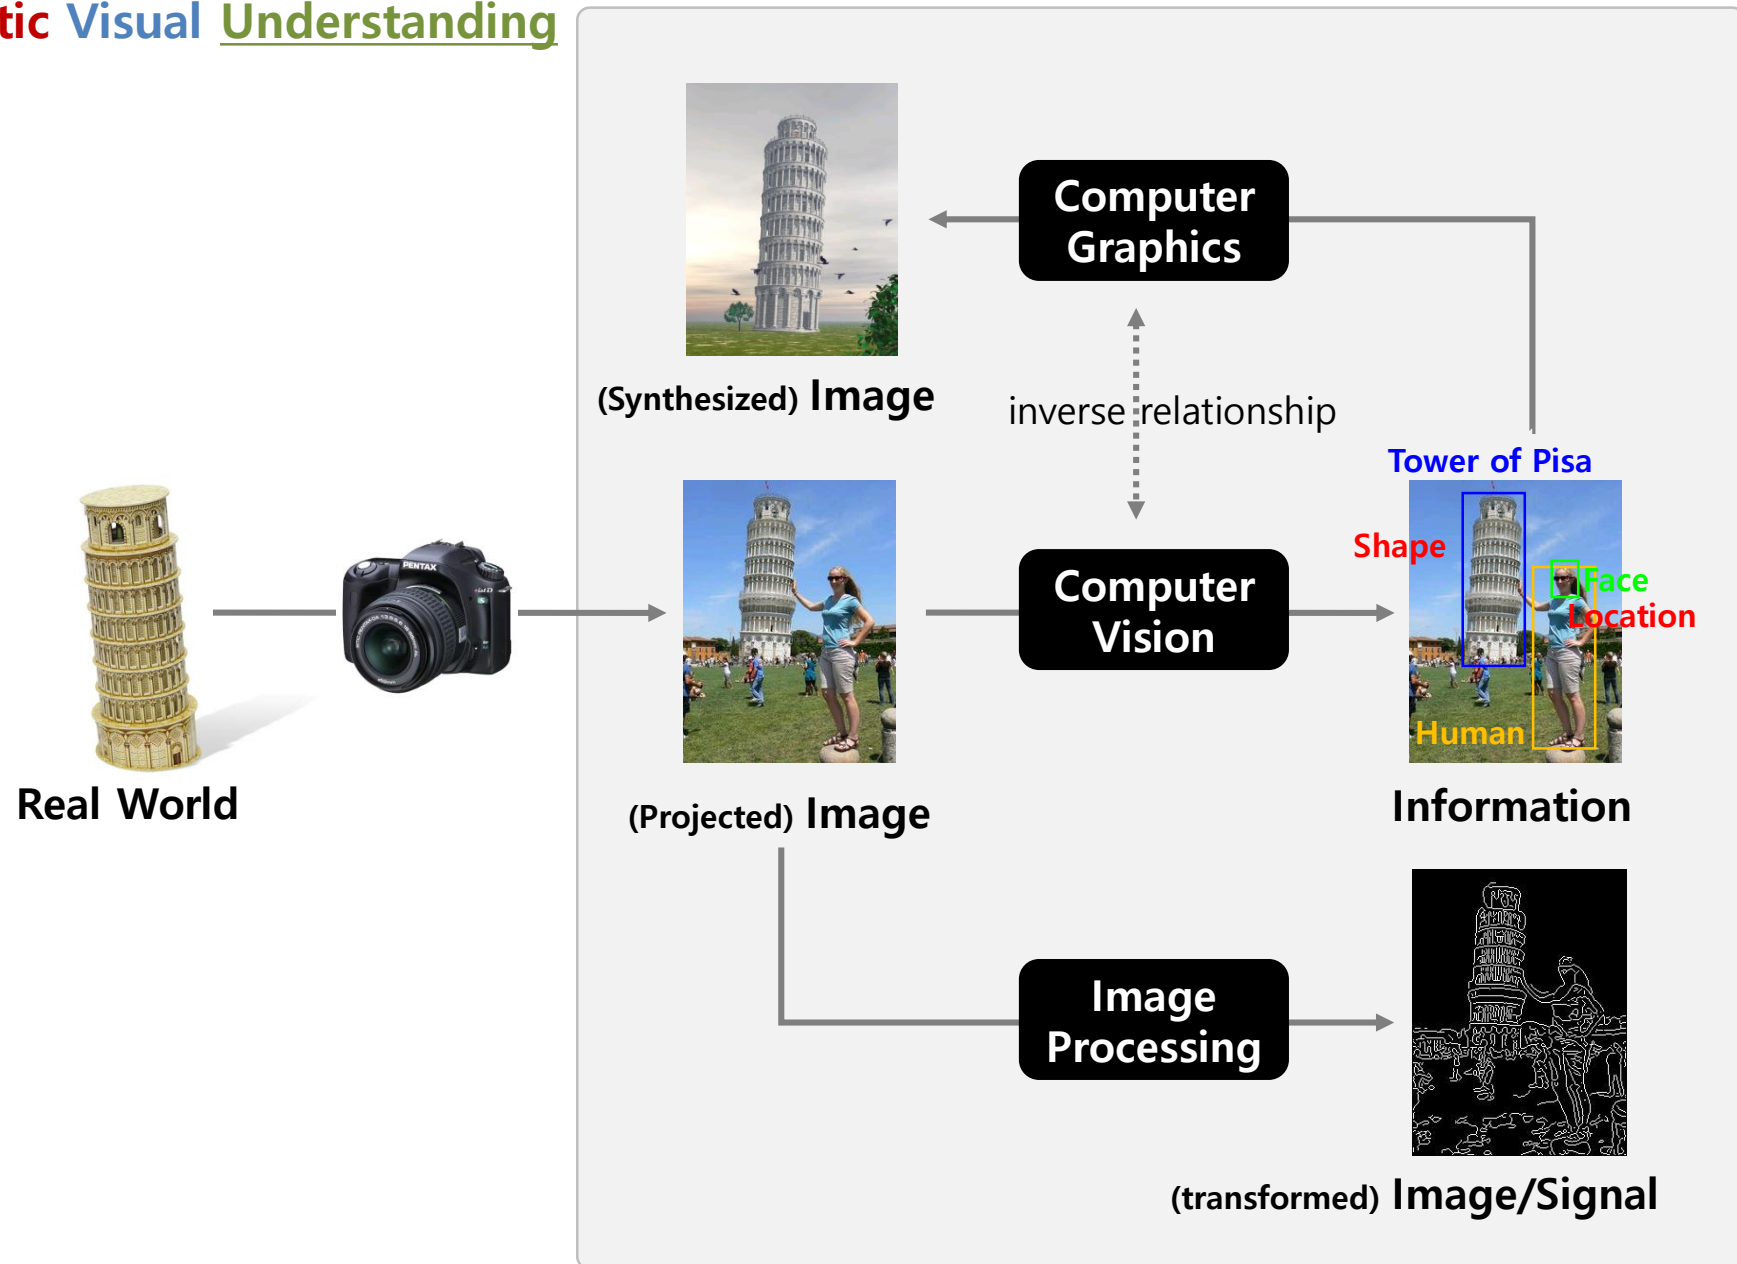 tic Visual Understanding
Computer
Graphics
(Synthesized) Image
inverse relationship
Tower of Pisa
Shape
Face
Location
Human
PENTAX
Computer
Vision
Real World
(Projected) Image
Information
Image
Processing
(transformed) Image/Signal